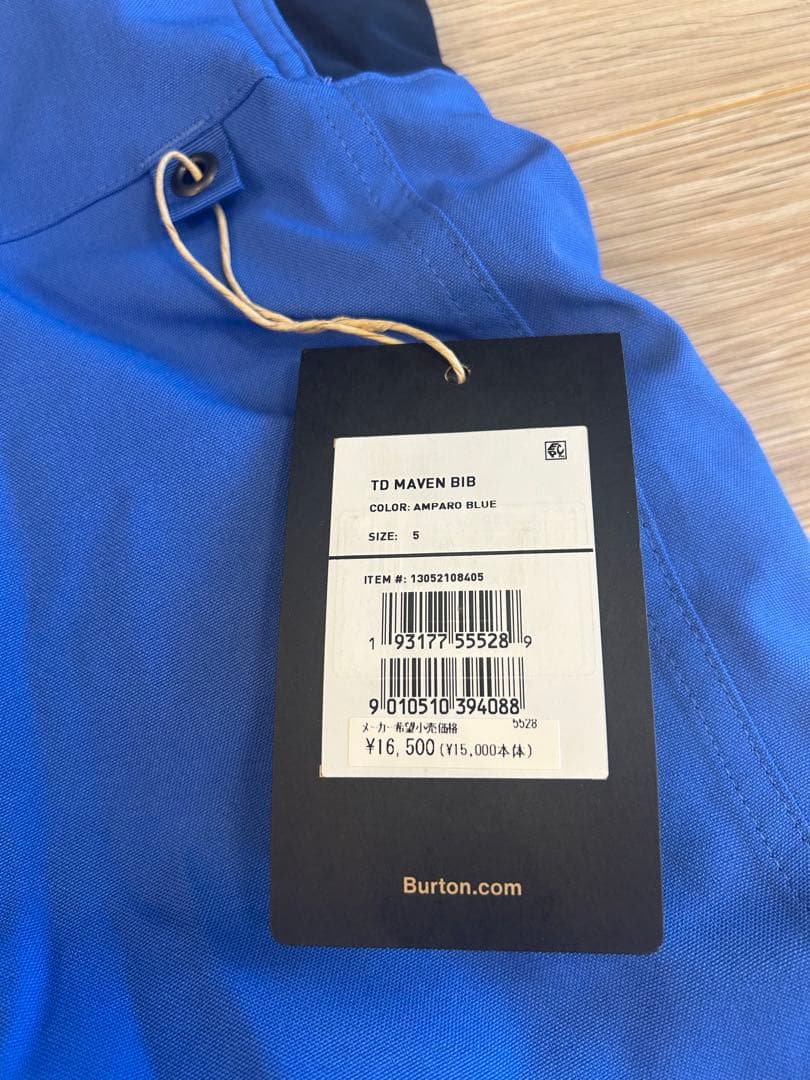 TD MAVEN BIB
COLOR: AMPARO BLUE
SIZE: 5
ITEM #: 13052108405
1 93177 55528 9
9 010510 394088
メーカー希望小売価格 5528
¥16,500 (¥15,000本体)
Burton.com